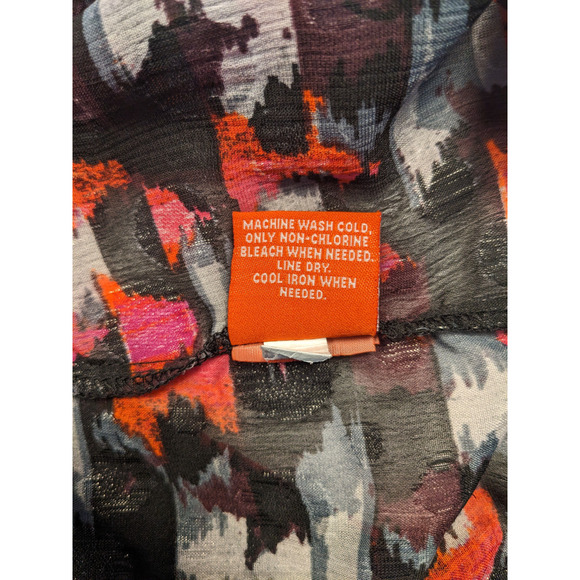 MACHINE WASH COLD,
ONLY NON-CHLORINE
BLEACH WHEN NEEDED.
LINE DRY.
COOL IRON WHEN
NEEDED.